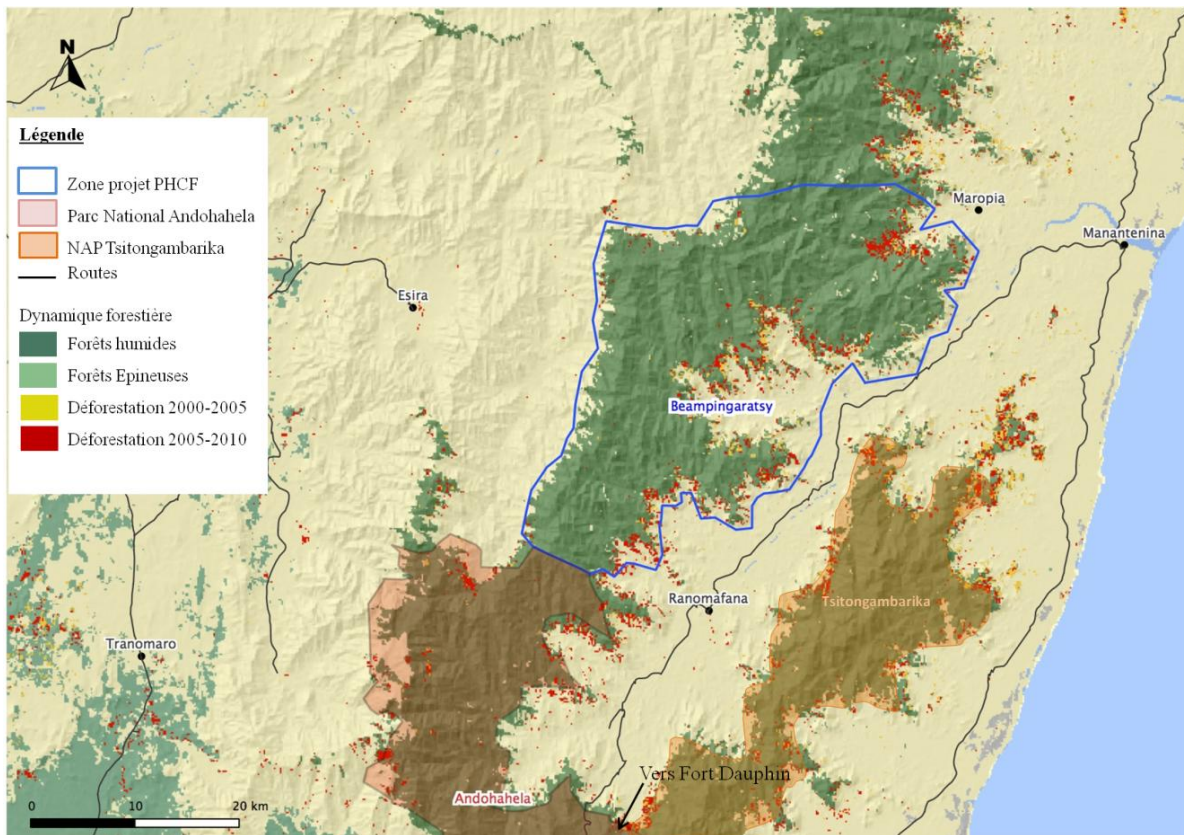 N
Légende
Zone projet PHCF
Parc National Andohahela
NAP Tsitongambarika
Routes
Dynamique forestière
Forêts humides
Forêts Epineuses
Déforestation 2000-2005
Déforestation 2005-2010
Maropia
Manantenina
Esira
Beampingaratsy
Ranomafana
Tsitongambarika
Tranomaro
Vers Fort Dauphin
Andohahela
0 10 20 km